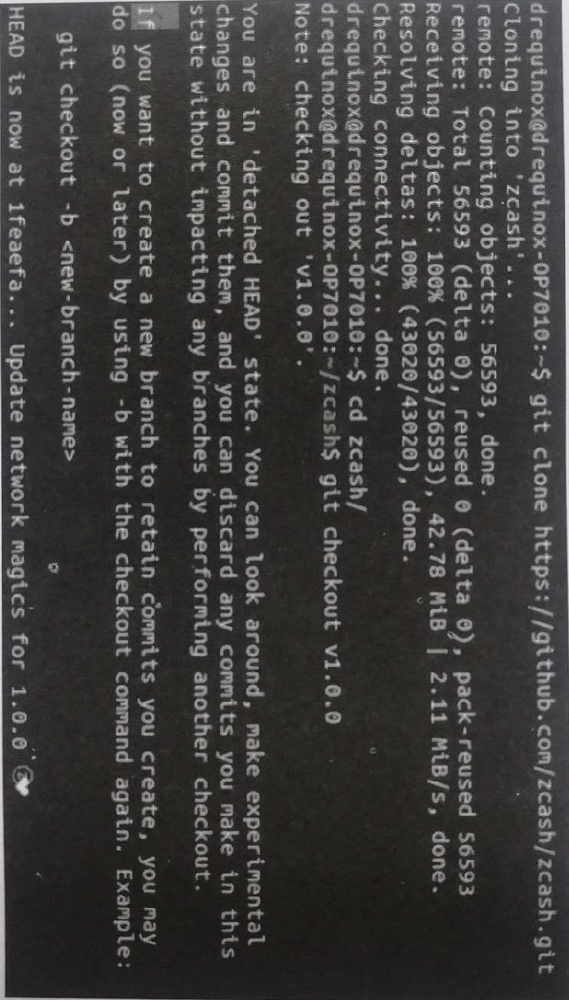 drequinox@drequinox-OP7010:~$ git clone https://github.com/zcash/zcash.git
Cloning into 'zcash'...
remote: Counting objects: 56593, done.
remote: Total 56593 (delta 0), reused 0 (delta 0), pack-reused 56593
Receiving objects: 100% (56593/56593), 42.78 MiB | 2.11 MiB/s, done.
Resolving deltas: 100% (43020/43020), done.
Checking connectivity... done.
drequinox@drequinox-OP7010:~$ cd zcash/
drequinox@drequinox-OP7010:~/zcash$ git checkout v1.0.0
Note: checking out 'v1.0.0'.
You are in 'detached HEAD' state. You can look around, make experimental
changes and commit them, and you can discard any commits you make in this
state without impacting any branches by performing another checkout.
If you want to create a new branch to retain commits you create, you may
do so (now or later) by using -b with the checkout command again. Example:
git checkout -b <new-branch-name>
HEAD is now at 1feaefa... Update network magics for 1.0.0